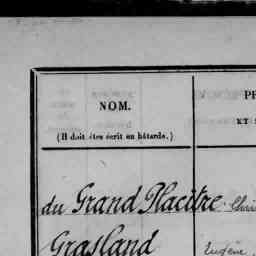 NOM.
(Il doit être écrit en bâtarde.)
du Grand Placitre
Grasland
Eugène